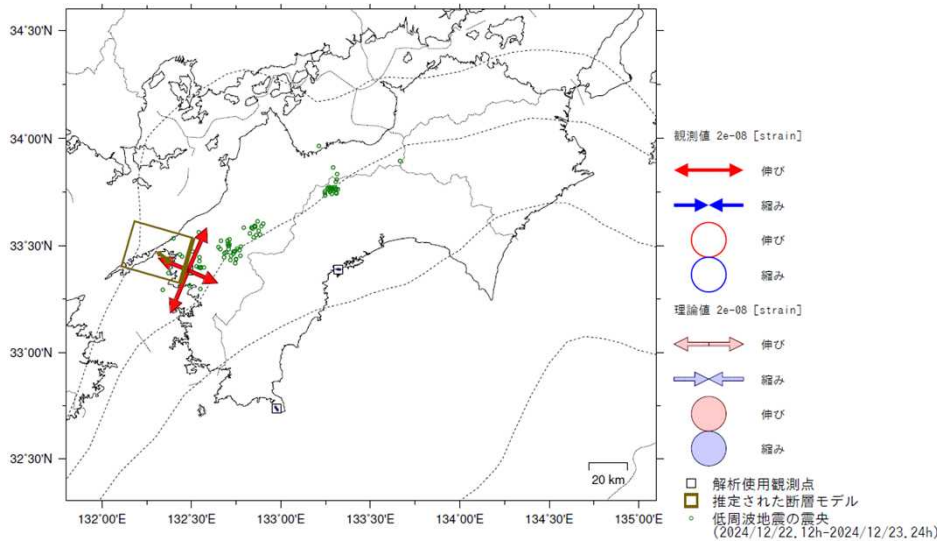 34°30'N
34°00'N
33°30'N
33°00'N
32°30'N
132°00'E 132°30'E 133°00'E 133°30'E 134°00'E 134°30'E 135°00'E
20 km
観測値 2e-08 [strain]
伸び
縮み
伸び
縮み
理論値 2e-08 [strain]
伸び
縮み
伸び
縮み
解析使用観測点
推定された断層モデル
低周波地震の震央
(2024/12/22.12h-2024/12/23.24h)